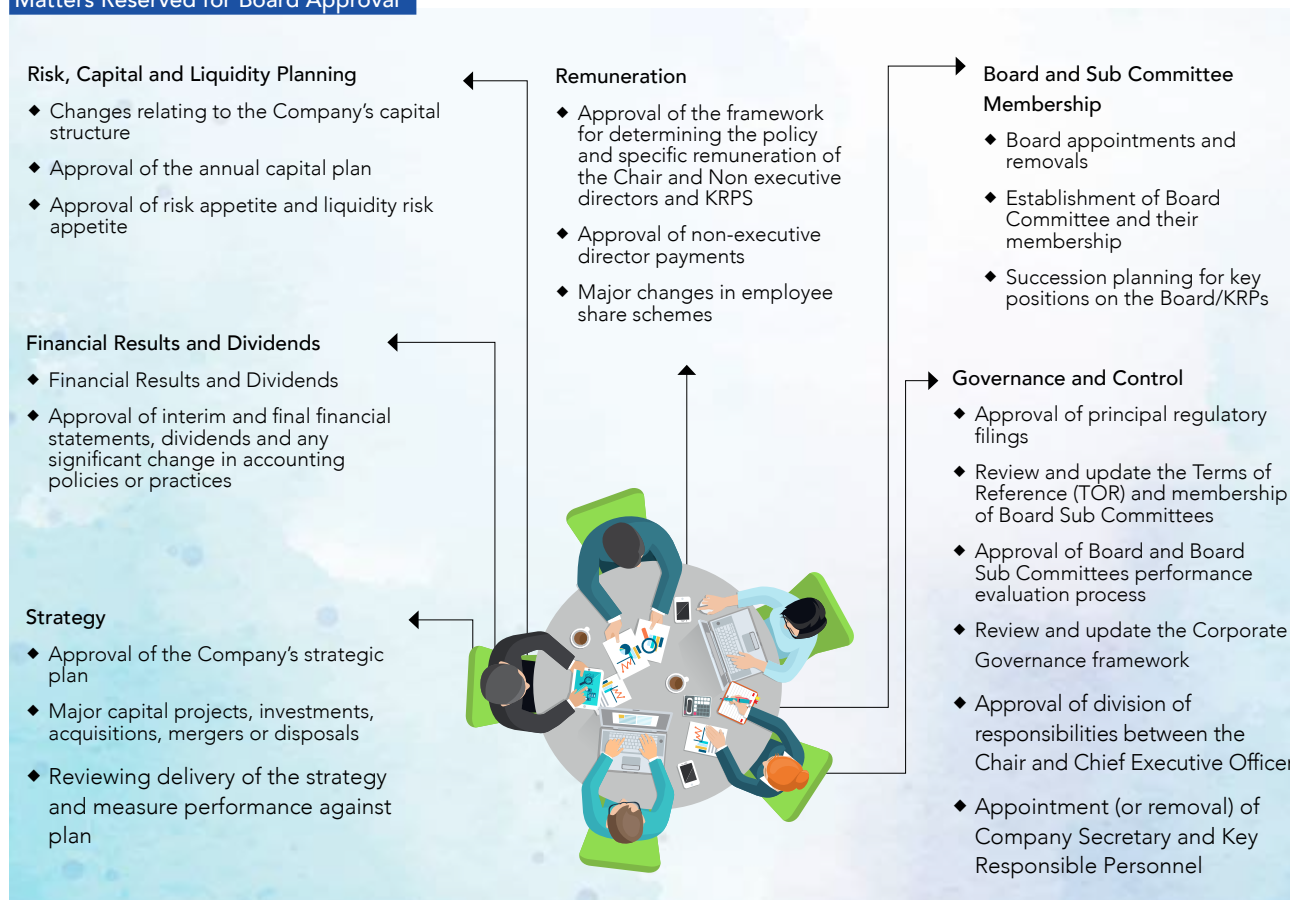 Matters Reserved for Board Approval
Risk, Capital and Liquidity Planning
◆ Changes relating to the Company's capital
structure
◆ Approval of the annual capital plan
◆ Approval of risk appetite and liquidity risk
appetite
Financial Results and Dividends
◆ Financial Results and Dividends
◆ Approval of interim and final financial
statements, dividends and any
significant change in accounting
policies or practices
Strategy
◆ Approval of the Company's strategic
plan
◆ Major capital projects, investments,
acquisitions, mergers or disposals
◆ Reviewing delivery of the strategy
and measure performance against
plan
Remuneration
◆ Approval of the framework
for determining the policy
and specific remuneration of
the Chair and Non executive
directors and KRPS
◆ Approval of non-executive
director payments
◆ Major changes in employee
share schemes
Board and Sub Committee
Membership
◆ Board appointments and
removals
◆ Establishment of Board
Committee and their
membership
◆ Succession planning for key
positions on the Board/KRPs
Governance and Control
◆ Approval of principal regulatory
filings
◆ Review and update the Terms of
Reference (TOR) and membership
of Board Sub Committees
◆ Approval of Board and Board
Sub Committees performance
evaluation process
◆ Review and update the Corporate
Governance framework
◆ Approval of division of
responsibilities between the
Chair and Chief Executive Officer
◆ Appointment (or removal) of
Company Secretary and Key
Responsible Personnel